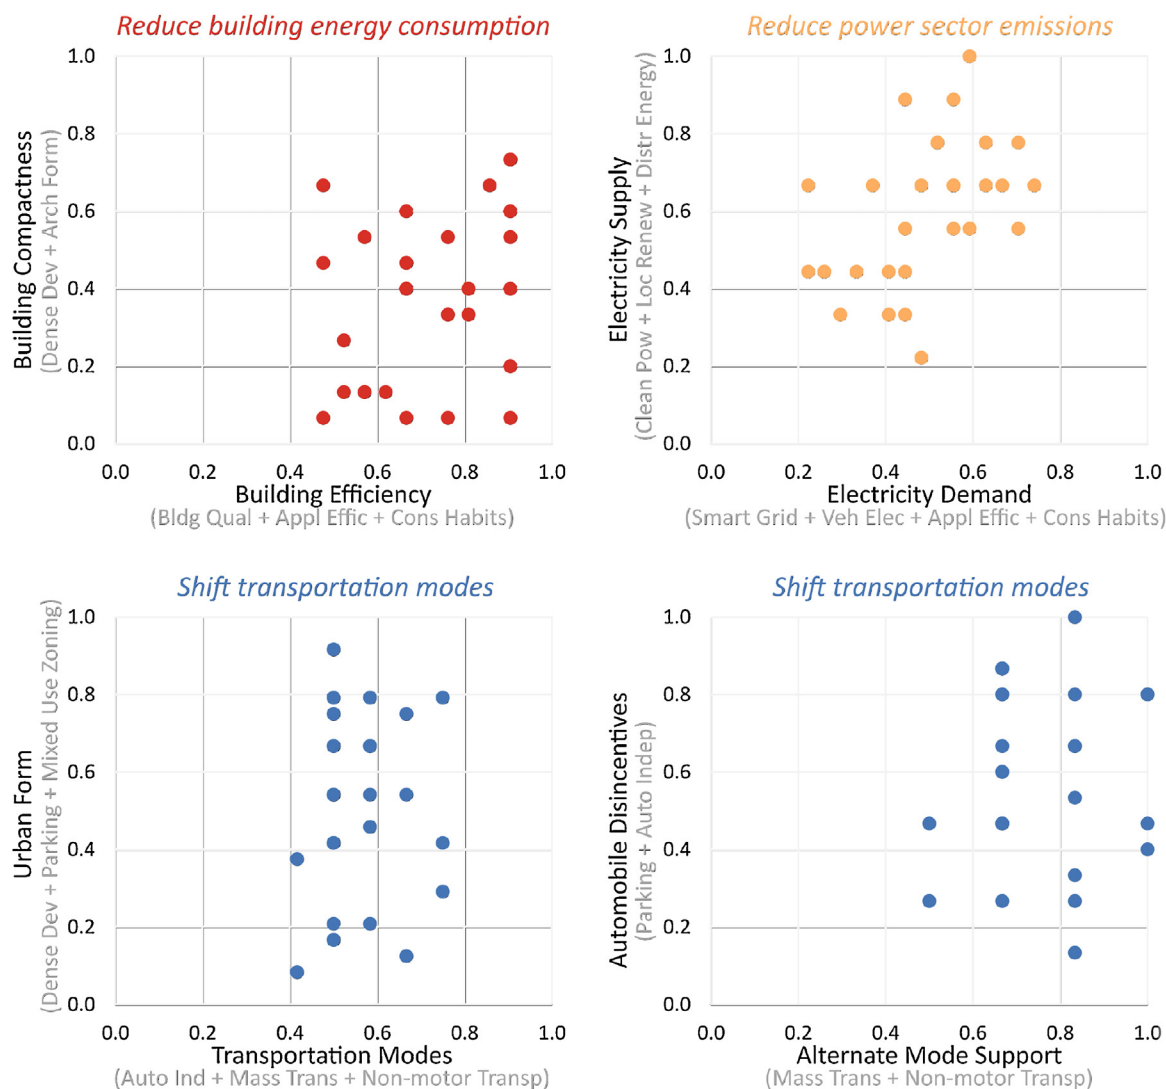 Reduce building energy consumption
1.0
0.8
0.6
0.4
0.2
0.0
Building Compactness
(Dense Dev + Arch Form)
0.0 0.2 0.4 0.6 0.8 1.0
Building Efficiency
(Bldg Qual + Appl Effic + Cons Habits)
Reduce power sector emissions
1.0
0.8
0.6
0.4
0.2
0.0
Electricity Supply
(Clean Pow + Loc Renew + Distr Energy)
0.0 0.2 0.4 0.6 0.8 1.0
Electricity Demand
(Smart Grid + Veh Elec + Appl Effic + Cons Habits)
Shift transportation modes
1.0
0.8
0.6
0.4
0.2
0.0
Urban Form
(Dense Dev + Parking + Mixed Use Zoning)
0.0 0.2 0.4 0.6 0.8 1.0
Transportation Modes
(Auto Ind + Mass Trans + Non-motor Transp)
Shift transportation modes
1.0
0.8
0.6
0.4
0.2
0.0
Automobile Disincentives
(Parking + Auto Indep)
0.0 0.2 0.4 0.6 0.8 1.0
Alternate Mode Support
(Mass Trans + Non-motor Transp)